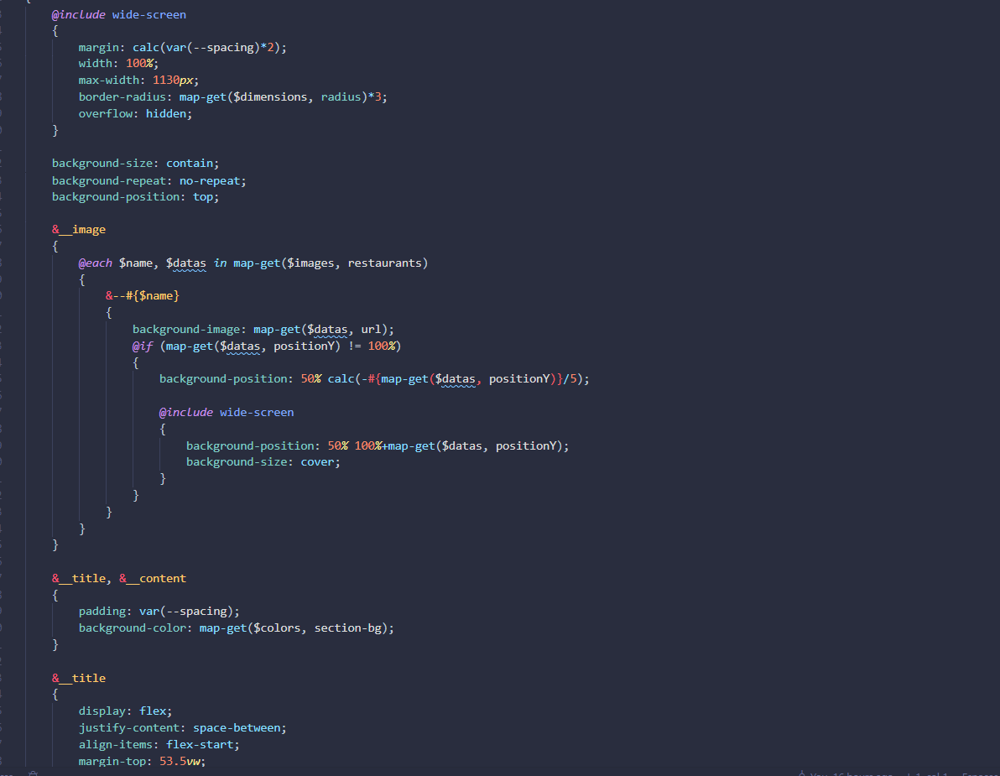 {
@include wide-screen
{
margin: calc(var(--spacing)*2);
width: 100%;
max-width: 1130px;
border-radius: map-get($dimensions, radius)*3;
overflow: hidden;
}
background-size: contain;
background-repeat: no-repeat;
background-position: top;
&__image
{
@each $name, $datas in map-get($images, restaurants)
{
&--#{$name}
{
background-image: map-get($datas, url);
@if (map-get($datas, positionY) != 100%)
{
background-position: 50% calc(-#{map-get($datas, positionY)}/5);
@include wide-screen
{
background-position: 50% 100%+map-get($datas, positionY);
background-size: cover;
}
}
}
}
}
&__title, &__content
{
padding: var(--spacing);
background-color: map-get($colors, section-bg);
}
&__title
{
display: flex;
justify-content: space-between;
align-items: flex-start;
margin-top: 53.5vw;